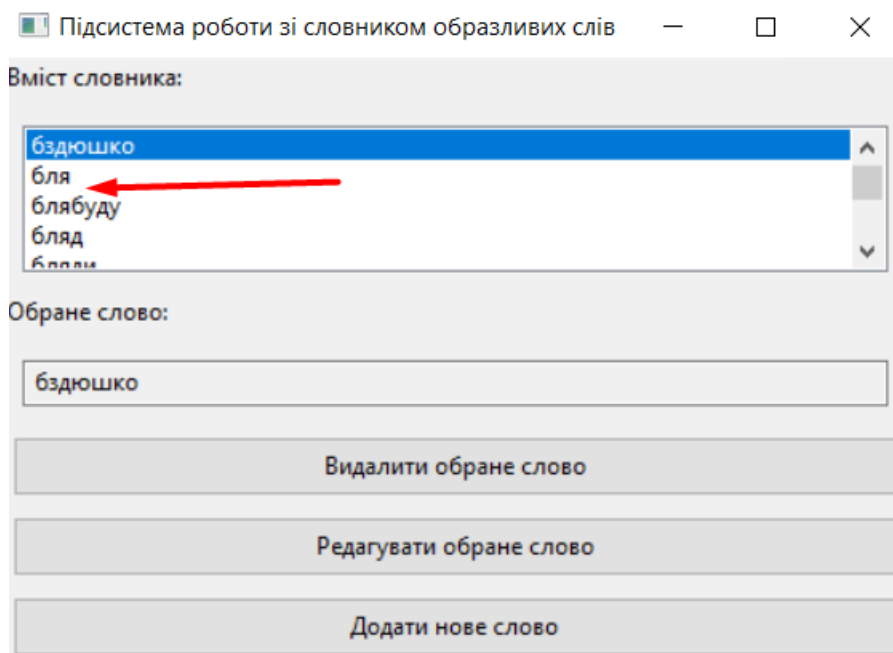 Підсистема роботи зі словником образливих слів
Вміст словника:
бздюшко
бля
блябуду
бляд
бляди
Обране слово:
бздюшко
Видалити обране слово
Редагувати обране слово
Додати нове слово